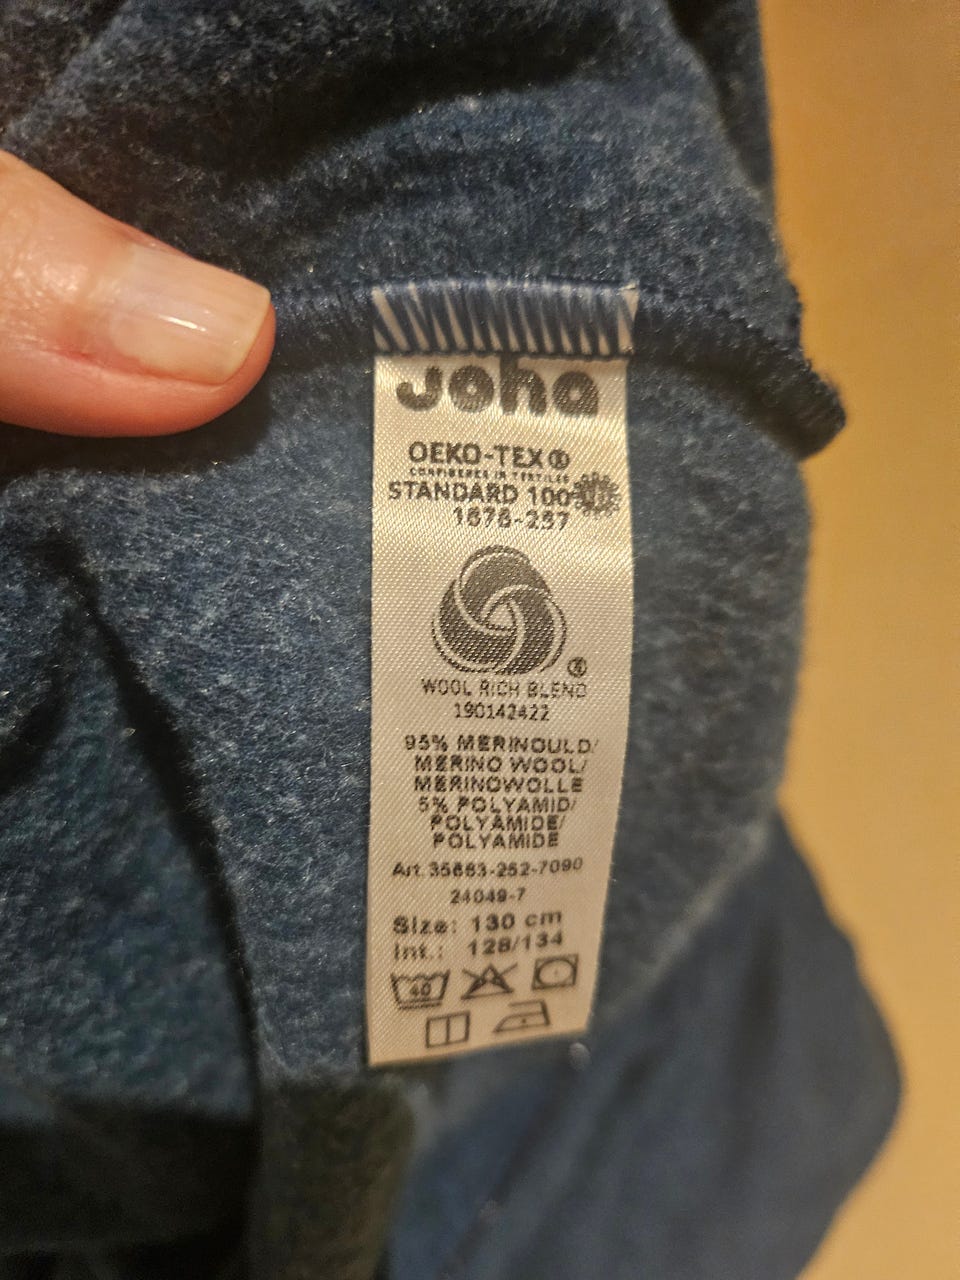 Joha
OEKO-TEX®
CONFIDENCE IN TEXTILES
STANDARD 100
1676-237
®
WOOL RICH BLEND
190142422
95% MERINOULD/
MERINO WOOL/
MERINOWOLLE
5% POLYAMID/
POLYAMIDE/
POLYAMIDE
Art. 35883-252-7090
24049-7
Size: 130 cm
Int.: 128/134
40